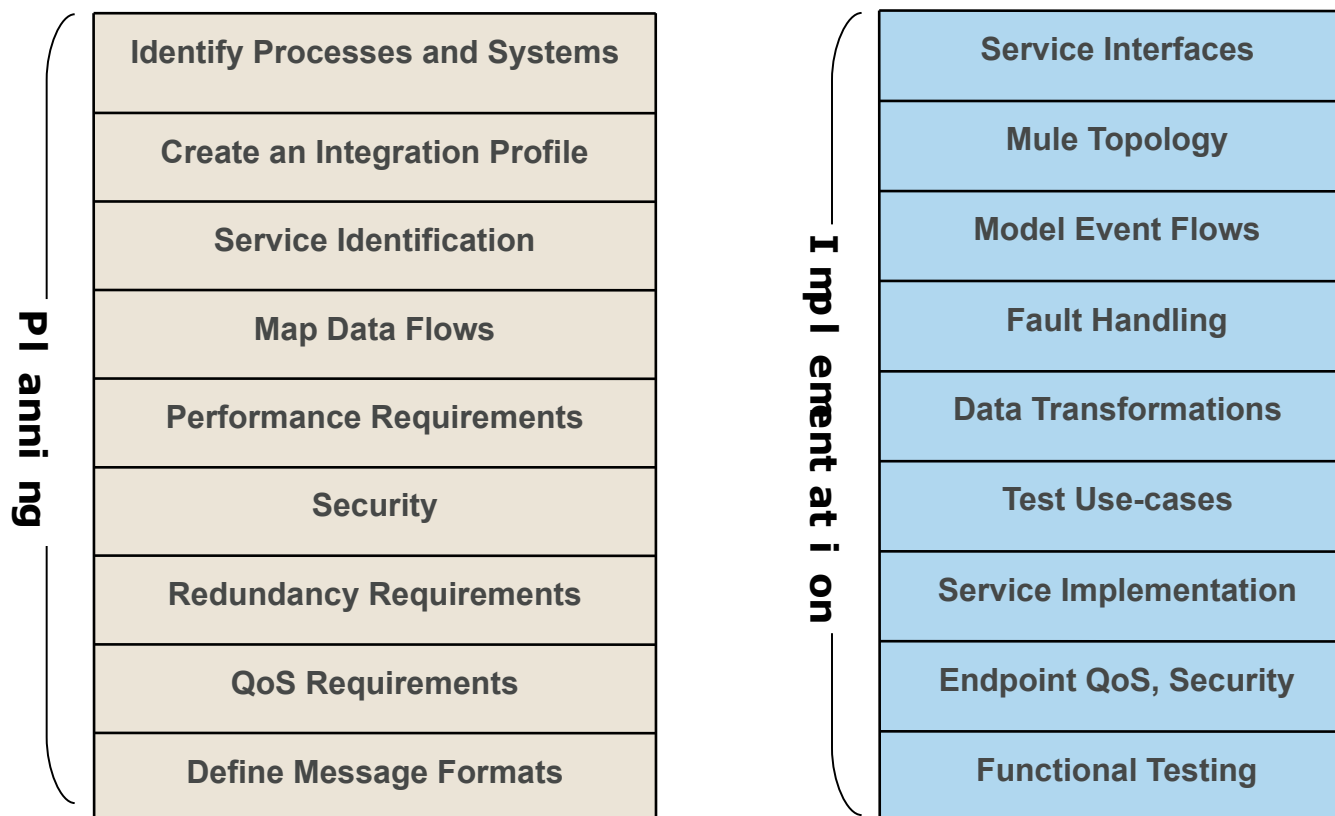 Planning
Identify Processes and Systems
Create an Integration Profile
Service Identification
Map Data Flows
Performance Requirements
Security
Redundancy Requirements
QoS Requirements
Define Message Formats
Implementation
Service Interfaces
Mule Topology
Model Event Flows
Fault Handling
Data Transformations
Test Use-cases
Service Implementation
Endpoint QoS, Security
Functional Testing